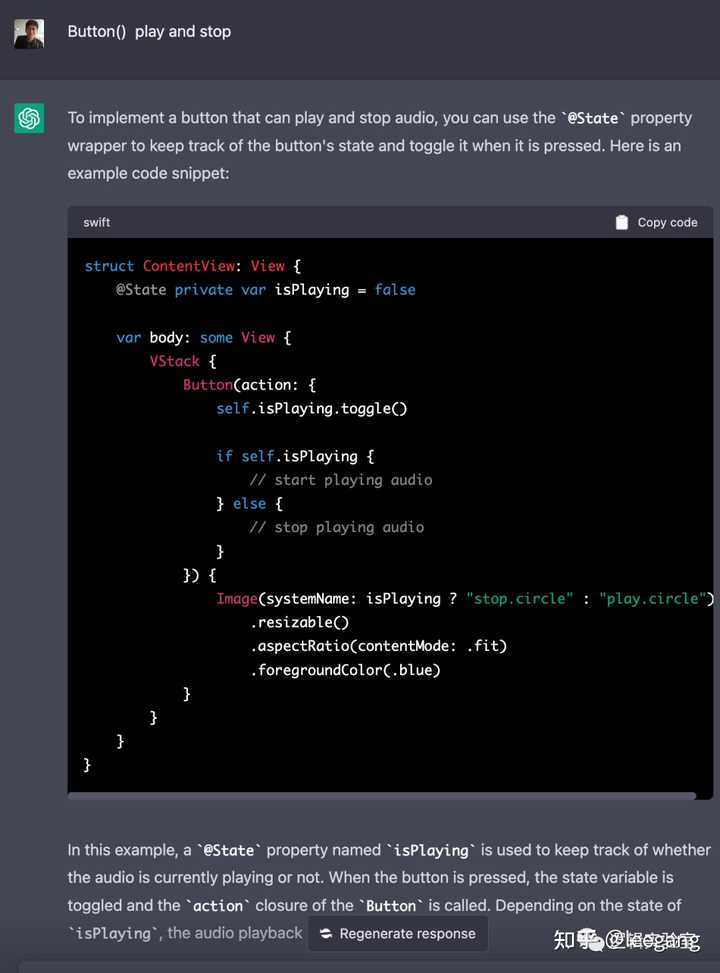 Button()  play and stop
To implement a button that can play and stop audio, you can use the `@State` property
wrapper to keep track of the button's state and toggle it when it is pressed. Here is an
example code snippet:
swift
Copy code
struct ContentView: View {
    @State private var isPlaying = false

    var body: some View {
        VStack {
            Button(action: {
                self.isPlaying.toggle()

                if self.isPlaying {
                    // start playing audio
                } else {
                    // stop playing audio
                }
            }) {
                Image(systemName: isPlaying ? "stop.circle" : "play.circle")
                    .resizable()
                    .aspectRatio(contentMode: .fit)
                    .foregroundColor(.blue)
            }
        }
    }
}
In this example, a `@State` property named `isPlaying` is used to keep track of whether
the audio is currently playing or not. When the button is pressed, the state variable is
toggled and the `action` closure of the `Button` is called. Depending on the state of
`isPlaying`, the audio playback
Regenerate response
知乎 @leogang